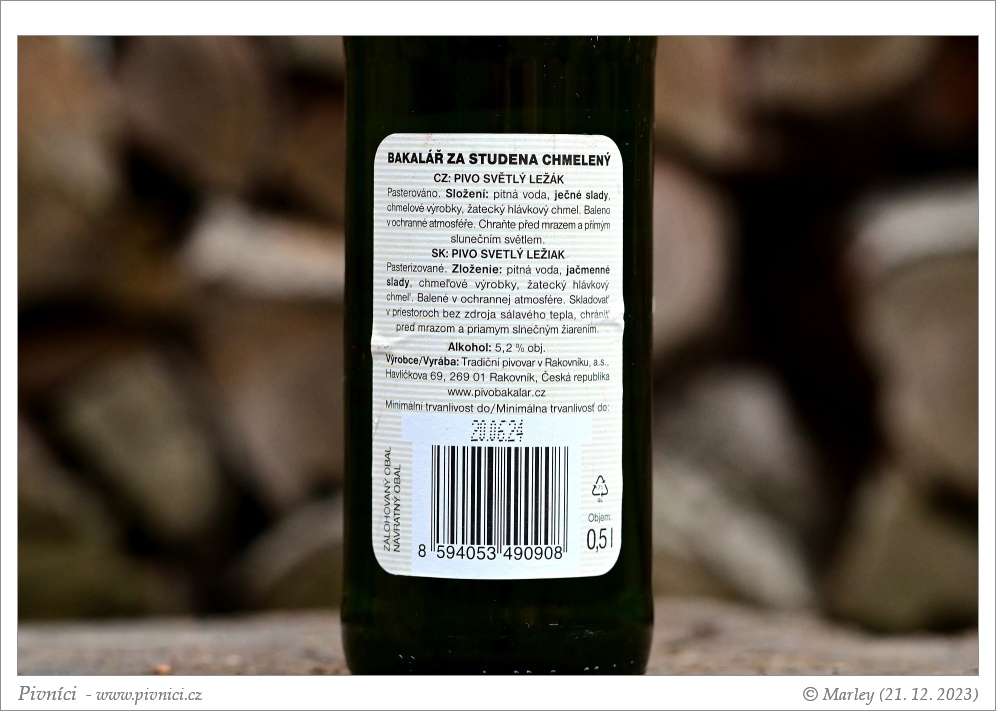 BAKALÁŘ ZA STUDENA CHMELENÝ
CZ: PIVO SVĚTLÝ LEŽÁK
Pasterováno. Složení: pitná voda, ječné slady,
chmelové výrobky, žatecký hlávkový chmel. Baleno
v ochranné atmosféře. Chraňte před mrazem a přímým
slunečním světlem.
SK: PIVO SVETLÝ LEŽIAK
Pasterizované. Zloženie: pitná voda, jačmenné
slady, chmeľové výrobky, žatecký hlávkový
chmeľ. Balené v ochrannej atmosfére. Skladovať
v priestoroch bez zdroja sálavého tepla, chrániť
pred mrazom a priamym slnečným žiarením.
Alkohol: 5,2 % obj.
Výrobce/Vyrába: Tradiční pivovar v Rakovníku, a.s.,
Havlíčkova 69, 269 01 Rakovník, Česká republika
www.pivobakalar.cz
Minimální trvanlivost do/Minimálna trvanlivosť do:
20.06.24
ZÁLOHOVANÝ OBAL
NÁVRATNÝ OBAL
8 594053 490908
Objem:
0,5 l
Pivníci - www.pivnici.cz
© Marley (21. 12. 2023)